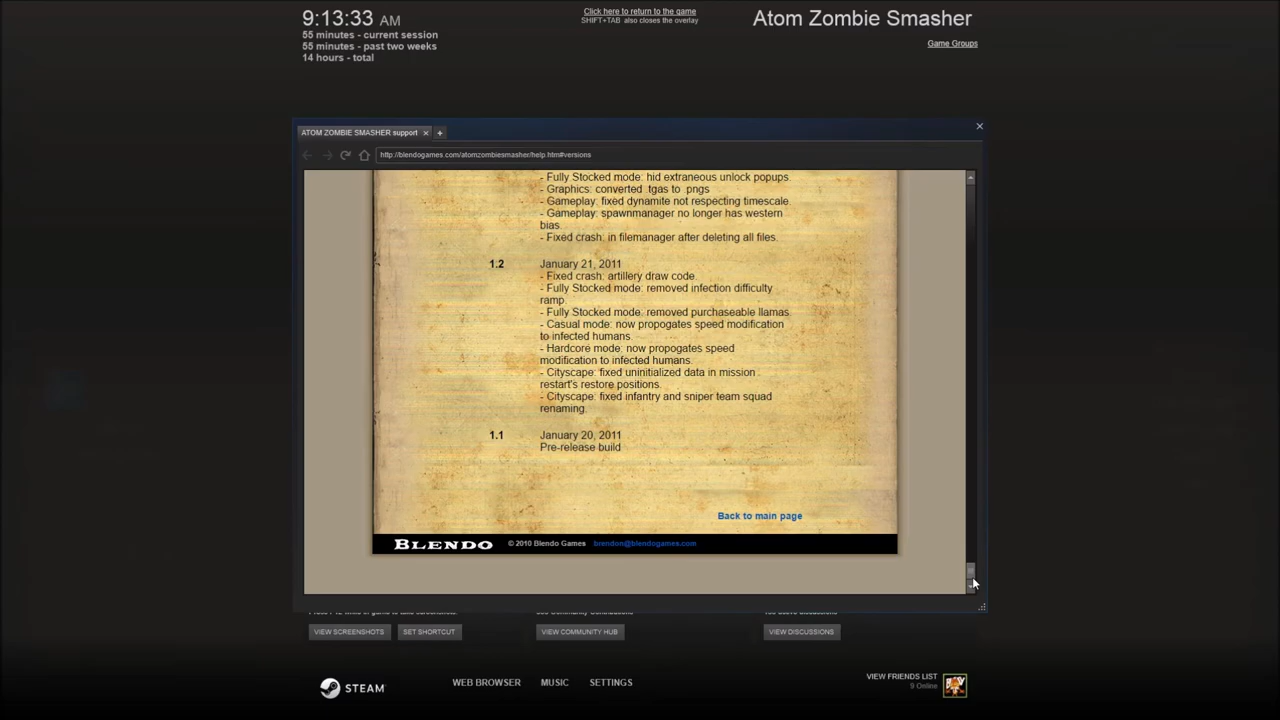 9:13:33 AM
55 minutes - current session
55 minutes - past two weeks
14 hours - total
Click here to return to the game
SHIFT+TAB also closes the overlay
Atom Zombie Smasher
Game Groups
ATOM ZOMBIE SMASHER support
http://blendogames.com/atomzombiesmasher/help.htm#versions
- Fully Stocked mode: hid extraneous unlock popups.
- Graphics: converted .tgas to .pngs
- Gameplay: fixed dynamite not respecting timescale.
- Gameplay: spawnmanager no longer has western
bias.
- Fixed crash: in filemanager after deleting all files.
1.2 January 21, 2011
- Fixed crash: artillery draw code.
- Fully Stocked mode: removed infection difficulty
ramp.
- Fully Stocked mode: removed purchaseable llamas
- Casual mode: now propogates speed modification
to infected humans.
- Hardcore mode: now propogates speed
modification to infected humans.
- Cityscape: fixed uninitialized data in mission
restart's restore positions.
- Cityscape: fixed infantry and sniper team squad
renaming.
1.1 January 20, 2011
Pre-release build
Back to main page
BLENDO © 2010 Blendo Games brendon@blendogames.com
VIEW SCREENSHOTS SET SHORTCUT VIEW COMMUNITY HUB VIEW DISCUSSIONS
STEAM WEB BROWSER MUSIC SETTINGS
VIEW FRIENDS LIST
9 Online